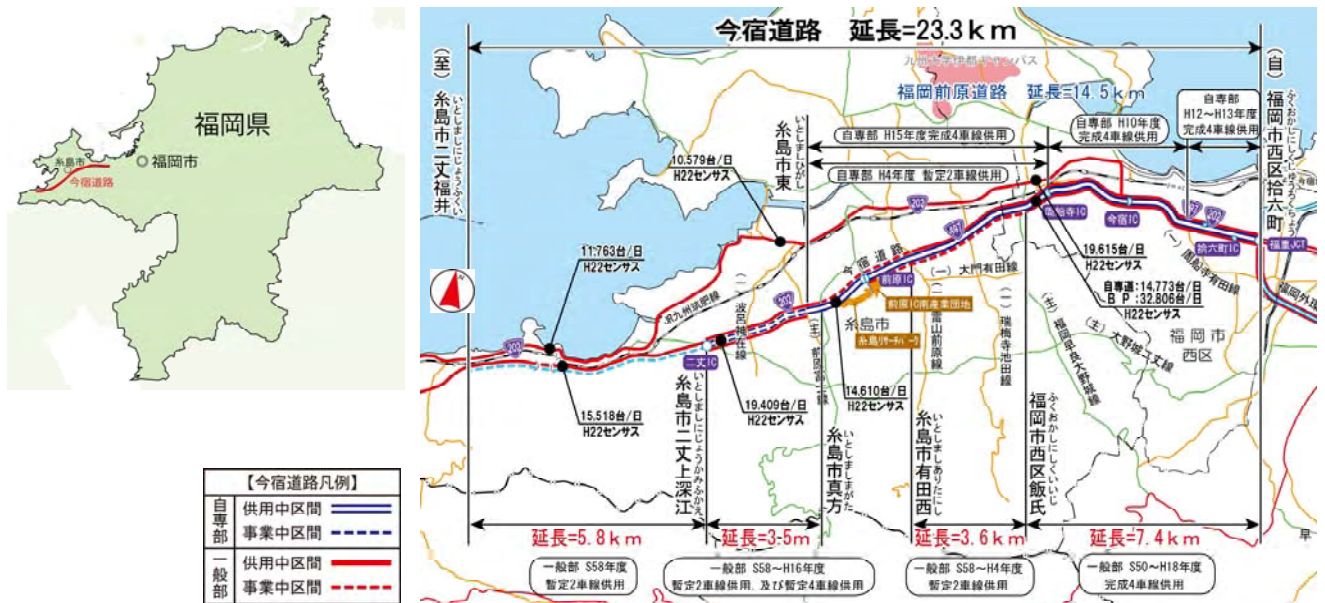 福岡県
糸島市
福岡市
今宿道路
【今宿道路凡例】
自専部
供用中区間
事業中区間
一般部
供用中区間
事業中区間
今宿道路 延長=23.3km
(至)糸島市二丈福井
いとしましにじょうふくい
(自)福岡市西区拾六町
ふくおかしにしくじゅうろくちょう
九州大学伊都キャンパス
福岡前原道路 延長=14.5km
糸島市東
いとしましひがし
自専部 H15年度完成4車線供用
自専部 H4年度 暫定2車線供用
自専部 H10年度
完成4車線供用
自専部
H12~H13年度
完成4車線供用
10.579台/日
H22センサス
11.763台/日
H22センサス
15.518台/日
H22センサス
19.409台/日
H22センサス
14.610台/日
H22センサス
19.615台/日
H22センサス
自専道:14.773台/日
BP:32.806台/日
H22センサス
202
202
202
202
497
497
今宿道路
JR九州筑肥線
二丈IC
前原IC
周船寺IC
今宿IC
拾六町IC
福重JCT
福岡外環
今宿
前原IC南産業団地
糸島リサーチパーク
糸島市
福岡市
西区
早
(一)大門有田線
(一)周船寺有田線
(一)瑞梅寺池田線
(主)福岡早良大野城線
(主)大野城二丈線
糸島市二丈上深江
いとしましにじょうかみふかえ
糸島市真方
いとしましまがた
糸島市有田西
いとしましありたにし
福岡市西区飯氏
ふくおかしにしくいいじ
延長=5.8km
延長=3.5m
延長=3.6km
延長=7.4km
一般部 S58年度
暫定2車線供用
一般部 S58~H16年度
暫定2車線供用、及び暫定4車線供用
一般部 S58~H4年度
暫定2車線供用
一般部 S50~H18年度
完成4車線供用